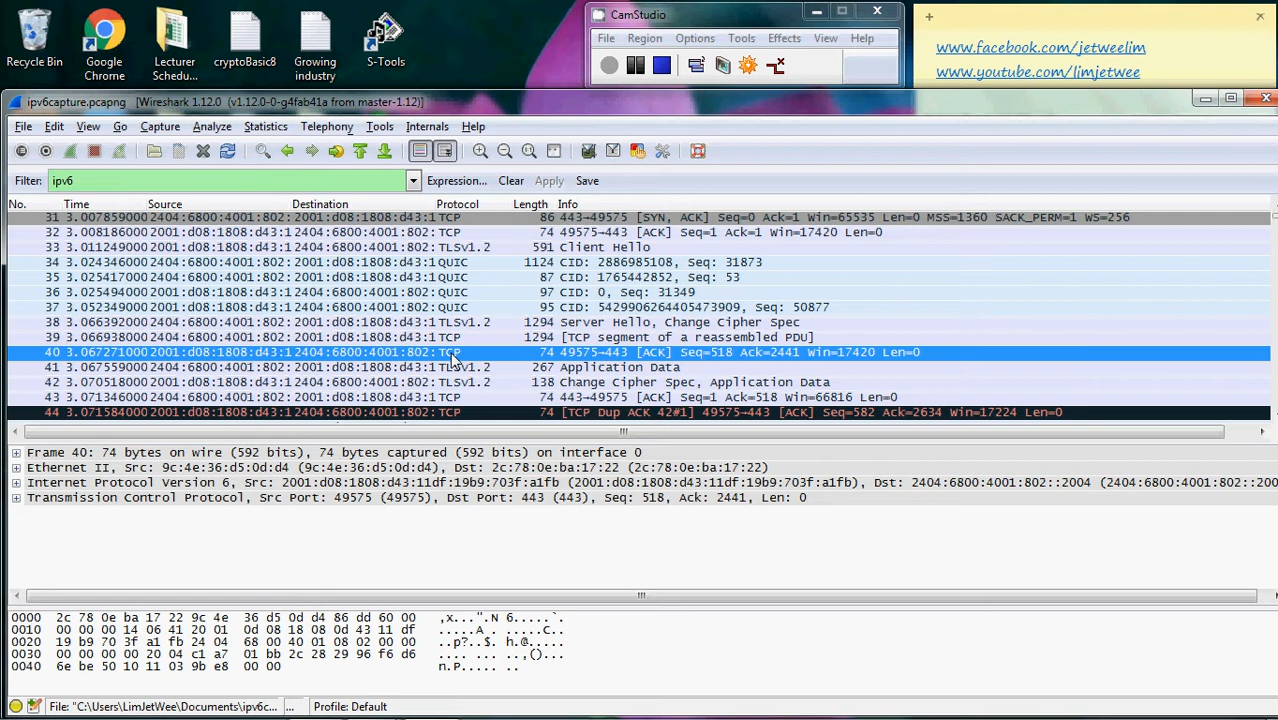 CamStudio
File Region Options Tools Effects View Help
www.facebook.com/jetweelim
www.youtube.com/limjetwee
Recycle Bin
Google Chrome
Lecturer Schedu...
cryptoBasic8
Growing industry
S-Tools
ipv6capture.pcapng [Wireshark 1.12.0 (v1.12.0-0-g4fab41a from master-1.12)]
File Edit View Go Capture Analyze Statistics Telephony Tools Internals Help
Filter: ipv6 Expression... Clear Apply Save
No. Time Source Destination Protocol Length Info
31 3.007859000 2404:6800:4001:802: 2001:d08:1808:d43:1 TCP 86 443→49575 [SYN, ACK] Seq=0 Ack=1 Win=65535 Len=0 MSS=1360 SACK_PERM=1 WS=256
32 3.008186000 2001:d08:1808:d43:1 2404:6800:4001:802: TCP 74 49575→443 [ACK] Seq=1 Ack=1 Win=17420 Len=0
33 3.011249000 2001:d08:1808:d43:1 2404:6800:4001:802: TLSv1.2 591 Client Hello
34 3.024346000 2404:6800:4001:802: 2001:d08:1808:d43:1 QUIC 1124 CID: 2886985108, Seq: 31873
35 3.025417000 2404:6800:4001:802: 2001:d08:1808:d43:1 QUIC 87 CID: 1765442852, Seq: 53
36 3.025494000 2001:d08:1808:d43:1 2404:6800:4001:802: QUIC 97 CID: 0, Seq: 31349
37 3.052349000 2001:d08:1808:d43:1 2404:6800:4001:802: QUIC 95 CID: 5429906264405473909, Seq: 50877
38 3.066392000 2404:6800:4001:802: 2001:d08:1808:d43:1 TLSv1.2 1294 Server Hello, Change Cipher Spec
39 3.066938000 2404:6800:4001:802: 2001:d08:1808:d43:1 TCP 1294 [TCP segment of a reassembled PDU]
40 3.067271000 2001:d08:1808:d43:1 2404:6800:4001:802: TCP 74 49575→443 [ACK] Seq=518 Ack=2441 Win=17420 Len=0
41 3.067559000 2404:6800:4001:802: 2001:d08:1808:d43:1 TLSv1.2 267 Application Data
42 3.070518000 2001:d08:1808:d43:1 2404:6800:4001:802: TLSv1.2 138 Change Cipher Spec, Application Data
43 3.071346000 2404:6800:4001:802: 2001:d08:1808:d43:1 TCP 74 443→49575 [ACK] Seq=2634 Ack=518 Win=66816 Len=0
44 3.071584000 2001:d08:1808:d43:1 2404:6800:4001:802: TCP 74 [TCP Dup ACK 42#1] 49575→443 [ACK] Seq=582 Ack=2634 Win=17224 Len=0
Frame 40: 74 bytes on wire (592 bits), 74 bytes captured (592 bits) on interface 0
Ethernet II, Src: 9c:4e:36:d5:0d:d4 (9c:4e:36:d5:0d:d4), Dst: 2c:78:0e:ba:17:22 (2c:78:0e:ba:17:22)
Internet Protocol Version 6, Src: 2001:d08:1808:d43:11df:19b9:703f:a1fb (2001:d08:1808:d43:11df:19b9:703f:a1fb), Dst: 2404:6800:4001:802::2004 (2404:6800:4001:802::200
Transmission Control Protocol, Src Port: 49575 (49575), Dst Port: 443 (443), Seq: 518, Ack: 2441, Len: 0
0000 2c 78 0e ba 17 22 9c 4e 36 d5 0d d4 86 dd 60 00 ,x...".N 6.....`.
0010 00 00 00 14 06 41 20 01 0d 08 18 08 0d 43 11 df .....A . .....C..
0020 19 b9 70 3f a1 fb 24 04 68 00 40 01 08 02 00 00 ..p?..$. h.@.....
0030 00 00 00 00 20 04 c1 a7 01 bb 2c 28 29 96 f6 d6 .... ... ..,()...
0040 6e be 50 10 11 03 9b e8 00 00 n.P..... ..
File: "C:\Users\LimJetWee\Documents\ipv6c... ... Profile: Default